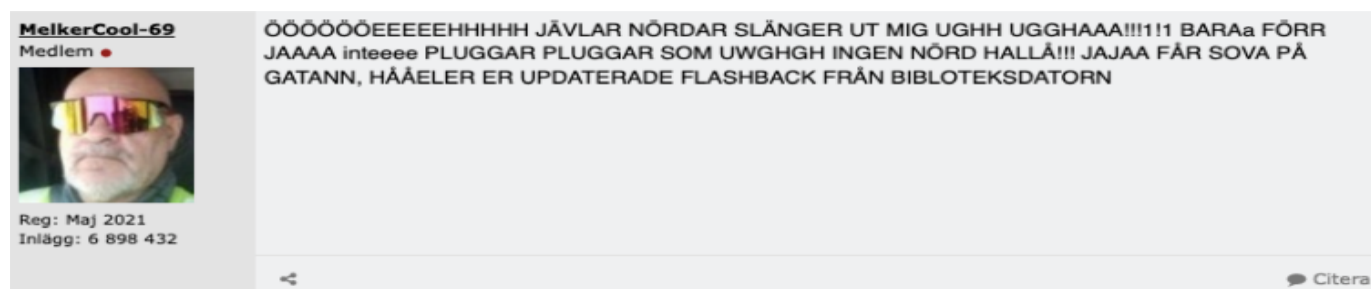 MelkerCool-69
Medlem
Reg: Maj 2021
Inlägg: 6 898 432
ÖÖÖÖÖÖEEEEEHHHHH JÄVLAR NÖRDAR SLÄNGER UT MIG UGHH UGGHAAA!!!1!1 BARAa FÖRR
JAAAA inteeee PLUGGAR PLUGGAR SOM UWGHGH INGEN NÖRD HALLÅ!!! JAJAA FÅR SOVA PÅ
GATANN, HÅÅELER ER UPDATERADE FLASHBACK FRÅN BIBLOTEKSDATORN
Citera